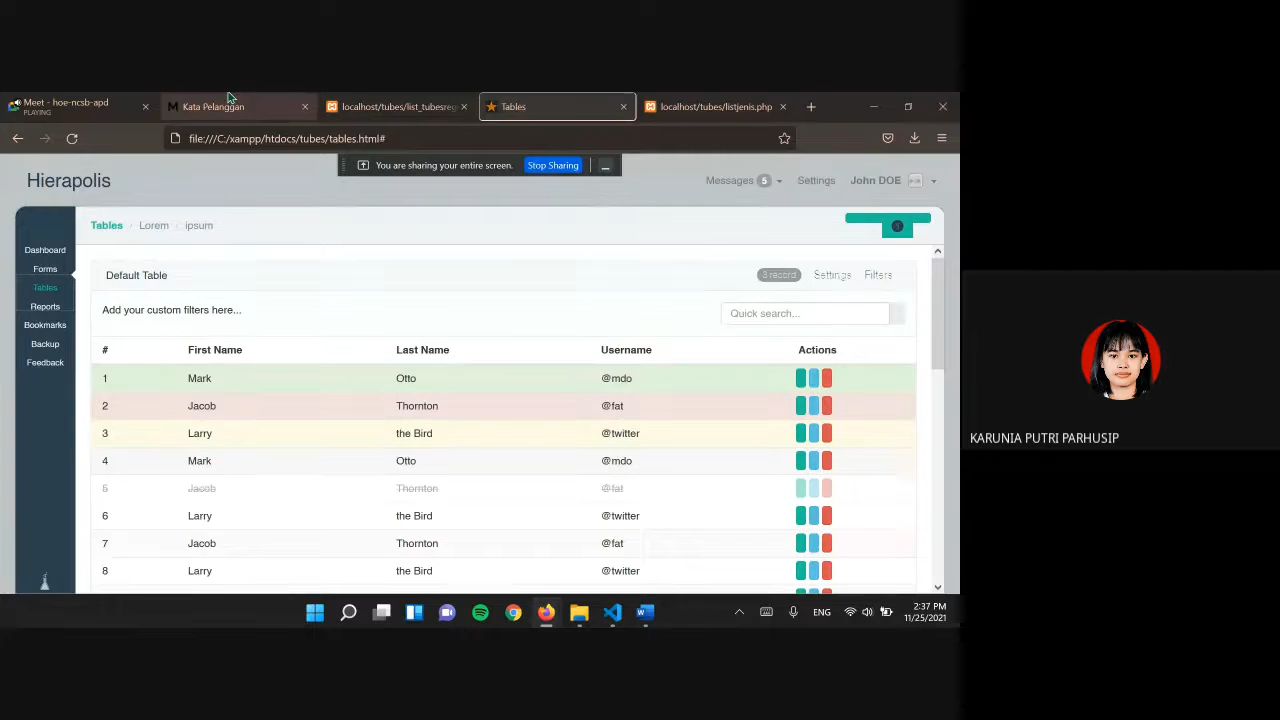 Meet - hoe-ncsb-apd
PLAYING
Kata Pelanggan
localhost/tubes/list_tubesreg
Tables
localhost/tubes/listjenis.php
file:///C:/xampp/htdocs/tubes/tables.html#
You are sharing your entire screen.
Stop Sharing
Hierapolis
Messages 5
Settings
John DOE
Tables
Lorem
ipsum
Dashboard
Forms
Tables
Reports
Bookmarks
Backup
Feedback
Default Table
3 record
Settings
Filters
Add your custom filters here...
Quick search...
# First Name Last Name Username Actions
1 Mark Otto @mdo
2 Jacob Thornton @fat
3 Larry the Bird @twitter
4 Mark Otto @mdo
5 Jacob Thornton @fat
6 Larry the Bird @twitter
7 Jacob Thornton @fat
8 Larry the Bird @twitter
KARUNIA PUTRI PARHUSIP
ENG
2:37 PM
11/25/2021